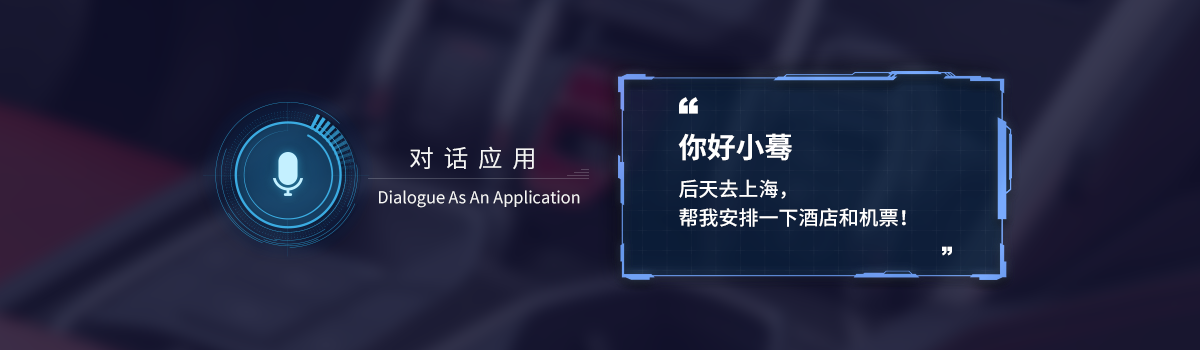 对话应用
Dialogue As An Application
“
你好小蓦
后天去上海，
帮我安排一下酒店和机票！
”